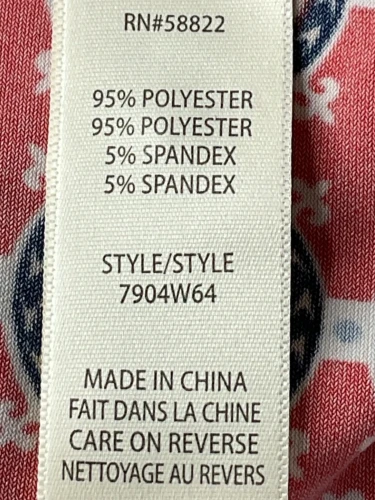 RN#58822
95% POLYESTER
95% POLYESTER
5% SPANDEX
5% SPANDEX
STYLE/STYLE
7904W64
MADE IN CHINA
FAIT DANS LA CHINE
CARE ON REVERSE
NETTOYAGE AU REVERS